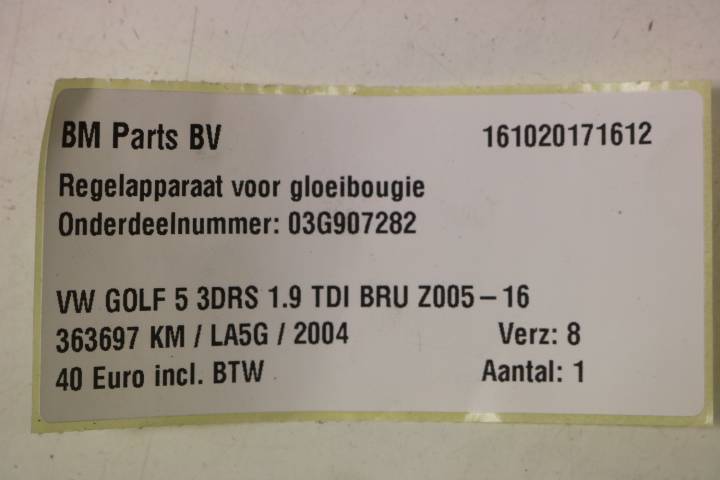 BM Parts BV 161020171612
Regelapparaat voor gloeibougie
Onderdeelnummer: 03G907282
VW GOLF 5 3DRS 1.9 TDI BRU Z005-16
363697 KM / LA5G / 2004 Verz: 8
40 Euro incl. BTW Aantal: 1